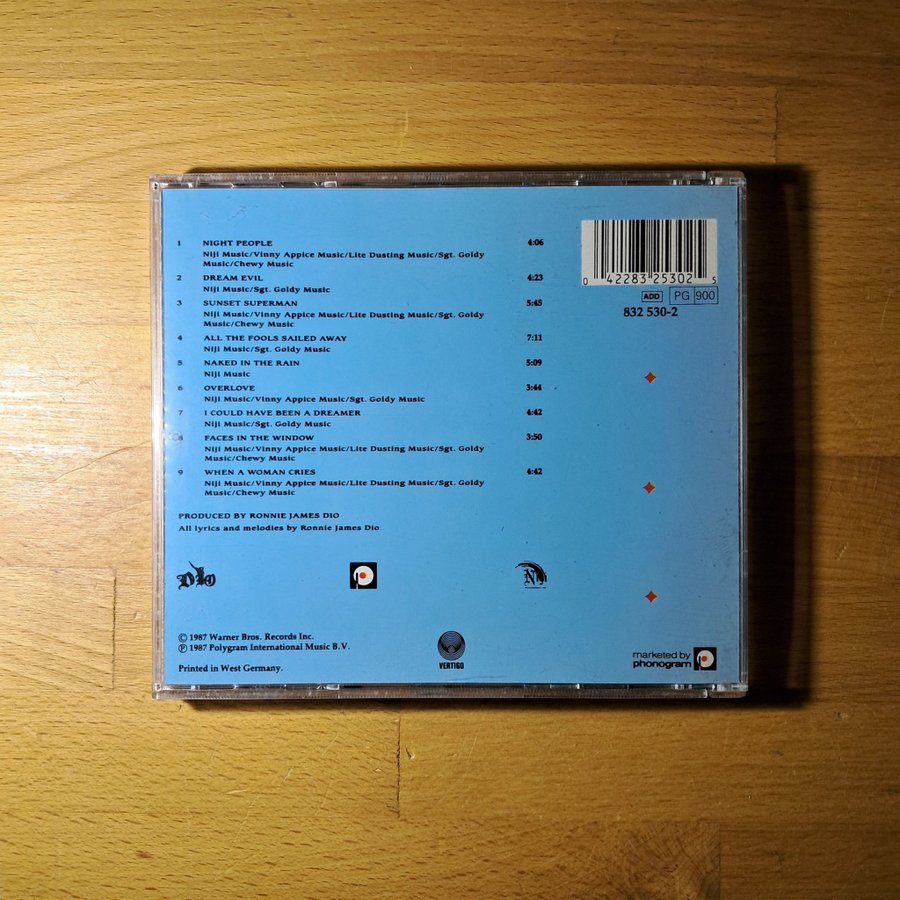 1 NIGHT PEOPLE 4:06
Niji Music/Vinny Appice Music/Lite Dusting Music/Sgt. Goldy
Music/Chewy Music
2 DREAM EVIL 4:23
Niji Music/Sgt. Goldy Music
3 SUNSET SUPERMAN 5:45
Niji Music/Vinny Appice Music/Lite Dusting Music/Sgt. Goldy
Music/Chewy Music
4 ALL THE FOOLS SAILED AWAY 7:11
Niji Music/Sgt. Goldy Music
5 NAKED IN THE RAIN 5:09
Niji Music
6 OVERLOVE 3:44
Niji Music/Vinny Appice Music/Sgt. Goldy Music
7 I COULD HAVE BEEN A DREAMER 4:42
Niji Music/Sgt. Goldy Music
FACES IN THE WINDOW 3:50
Niji Music/Vinny Appice Music/Lite Dusting Music/Sgt. Goldy
Music/Chewy Music
9 WHEN A WOMAN CRIES 4:42
Niji Music/Vinny Appice Music/Lite Dusting Music/Sgt. Goldy
Music/Chewy Music
PRODUCED BY RONNIE JAMES DIO
All lyrics and melodies by Ronnie James Dio
0 42283 25302 5
ADD PG 900
832 530-2
DIO
© 1987 Warner Bros. Records Inc.
℗ 1987 Polygram International Music B.V.
Printed in West Germany.
VERTIGO
marketed by
phonogram